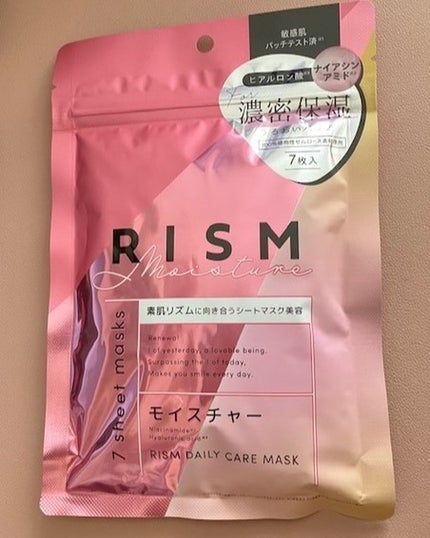 敏感肌
パッチテスト済
ヒアルロン酸
ナイアシン
アミド
For
濃密保湿
7枚入
RISM
Moisture
7 sheet masks
素肌リズムに向き合うシートマスク美容
Renewal
I of yesterday, a lovable being.
Surpassing the I of today,
Makes you smile every day.
モイスチャー
Niacinamide
Hyaluronic acid
RISM DAILY CARE MASK